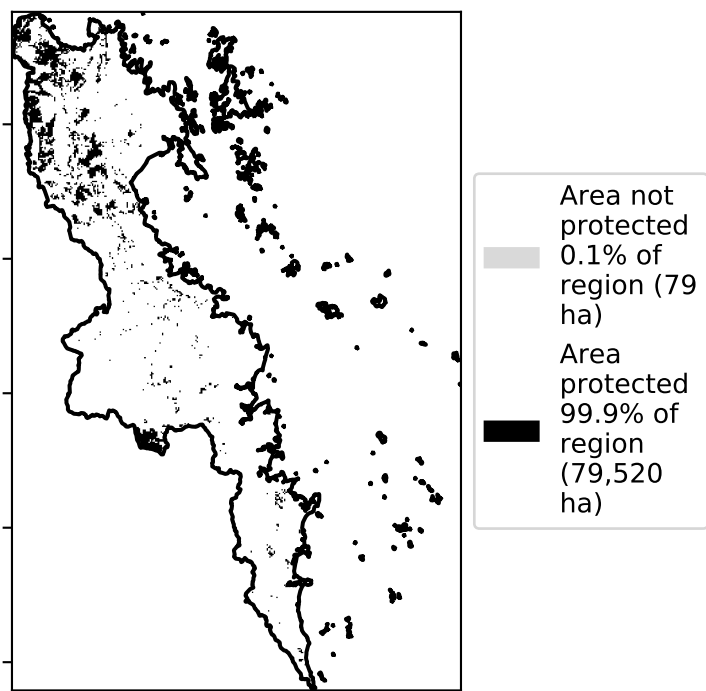 Area not
protected
0.1% of
region (79
ha)
Area
protected
99.9% of
region
(79,520
ha)